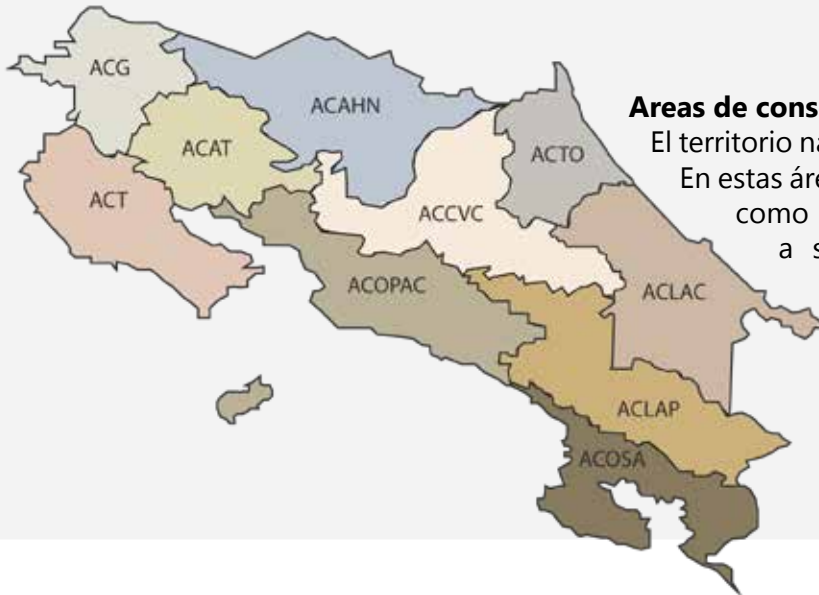 ACG
ACAHN
ACAT
ACTO
ACT
ACCVC
ACOPAC
ACLAC
ACLAP
ACOSA
Areas de cons
El territorio na
En estas áre
como
a s